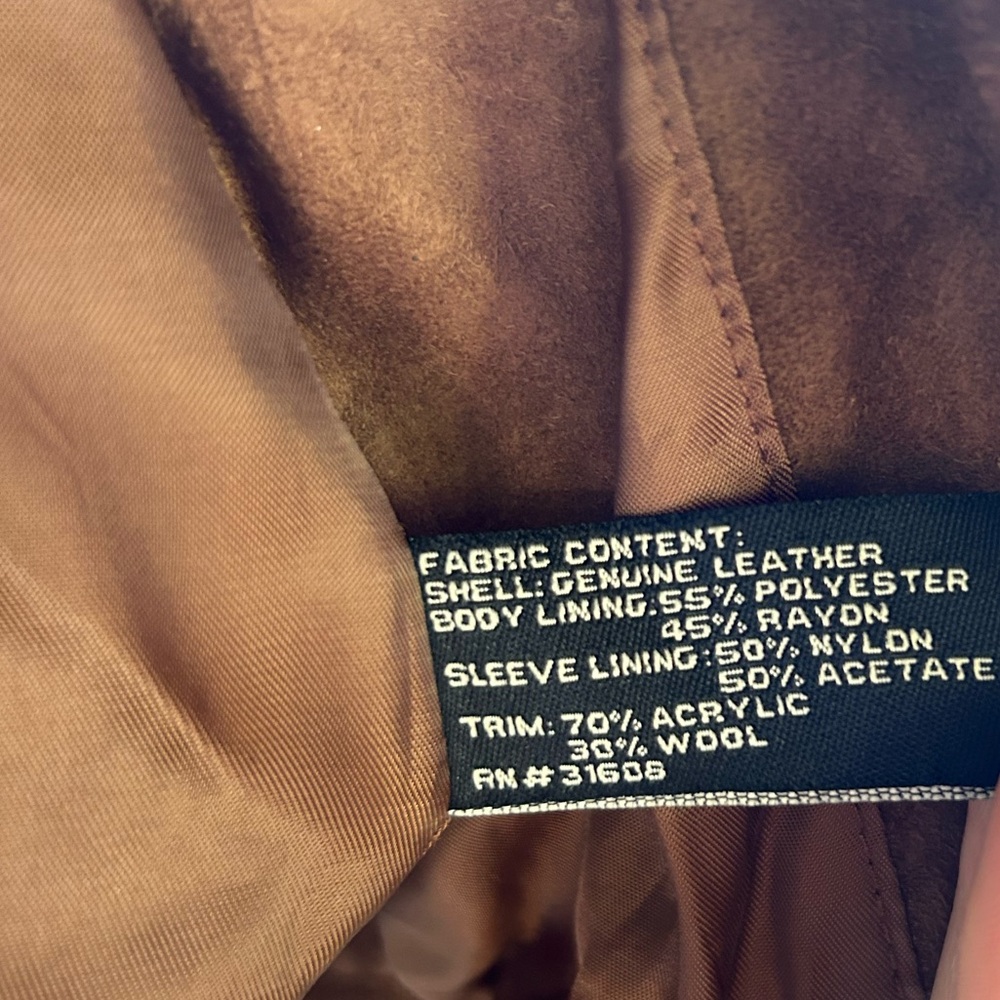 FABRIC CONTENT:
SHELL: GENUINE LEATHER
BODY LINING: 55% POLYESTER
45% RAYON
SLEEVE LINING: 50% NYLON
50% ACETATE
TRIM: 70% ACRYLIC
30% WOOL
RN# 31608